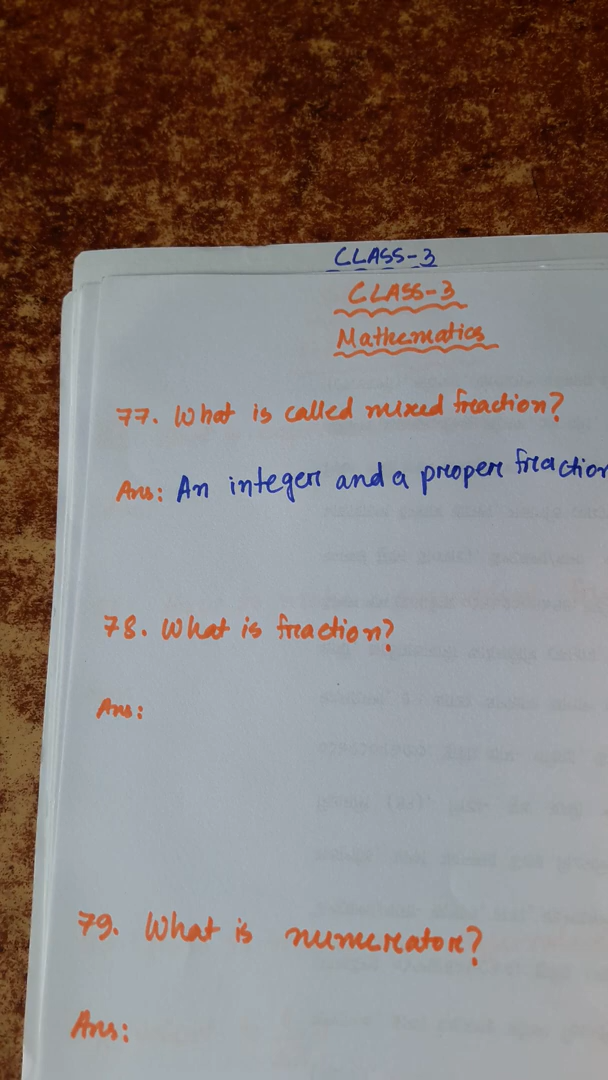 CLASS-3
CLASS-3
Mathematics
77. What is called mixed fraction?
Ans: An integer and a proper fraction
78. What is fraction?
Ans:
79. What is numerator?
Ans: